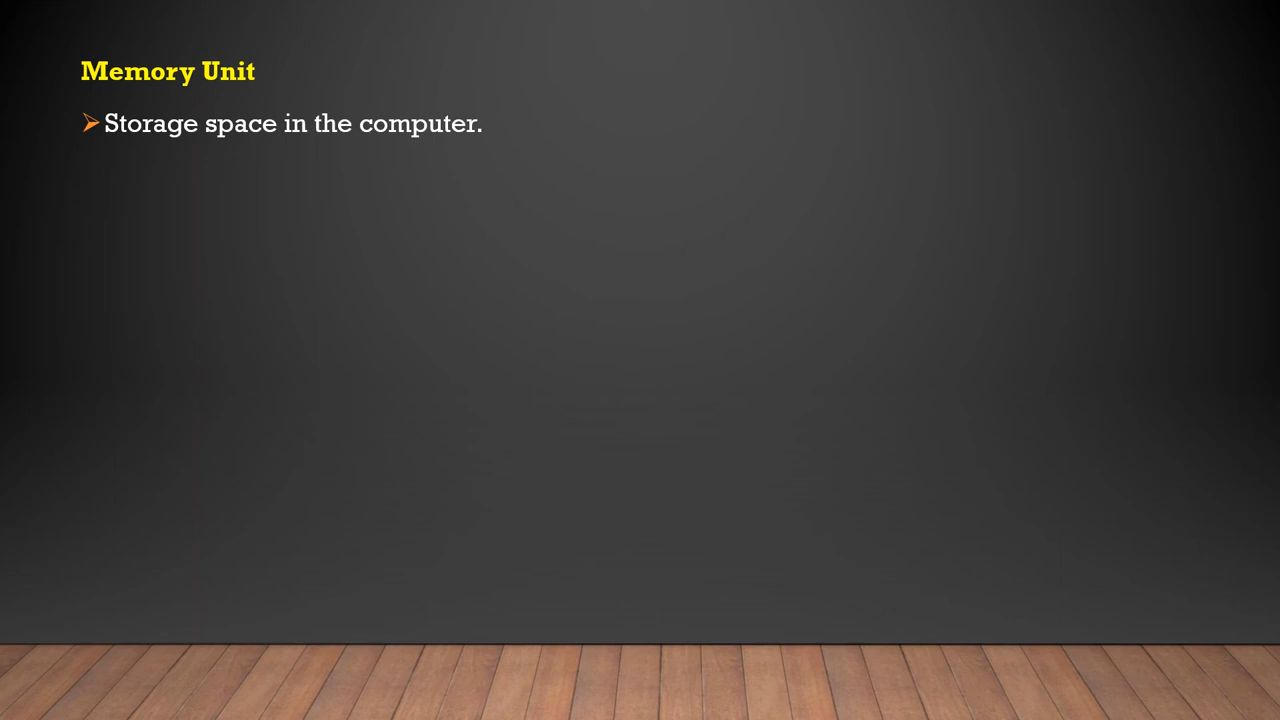 Memory Unit
➢Storage space in the computer.